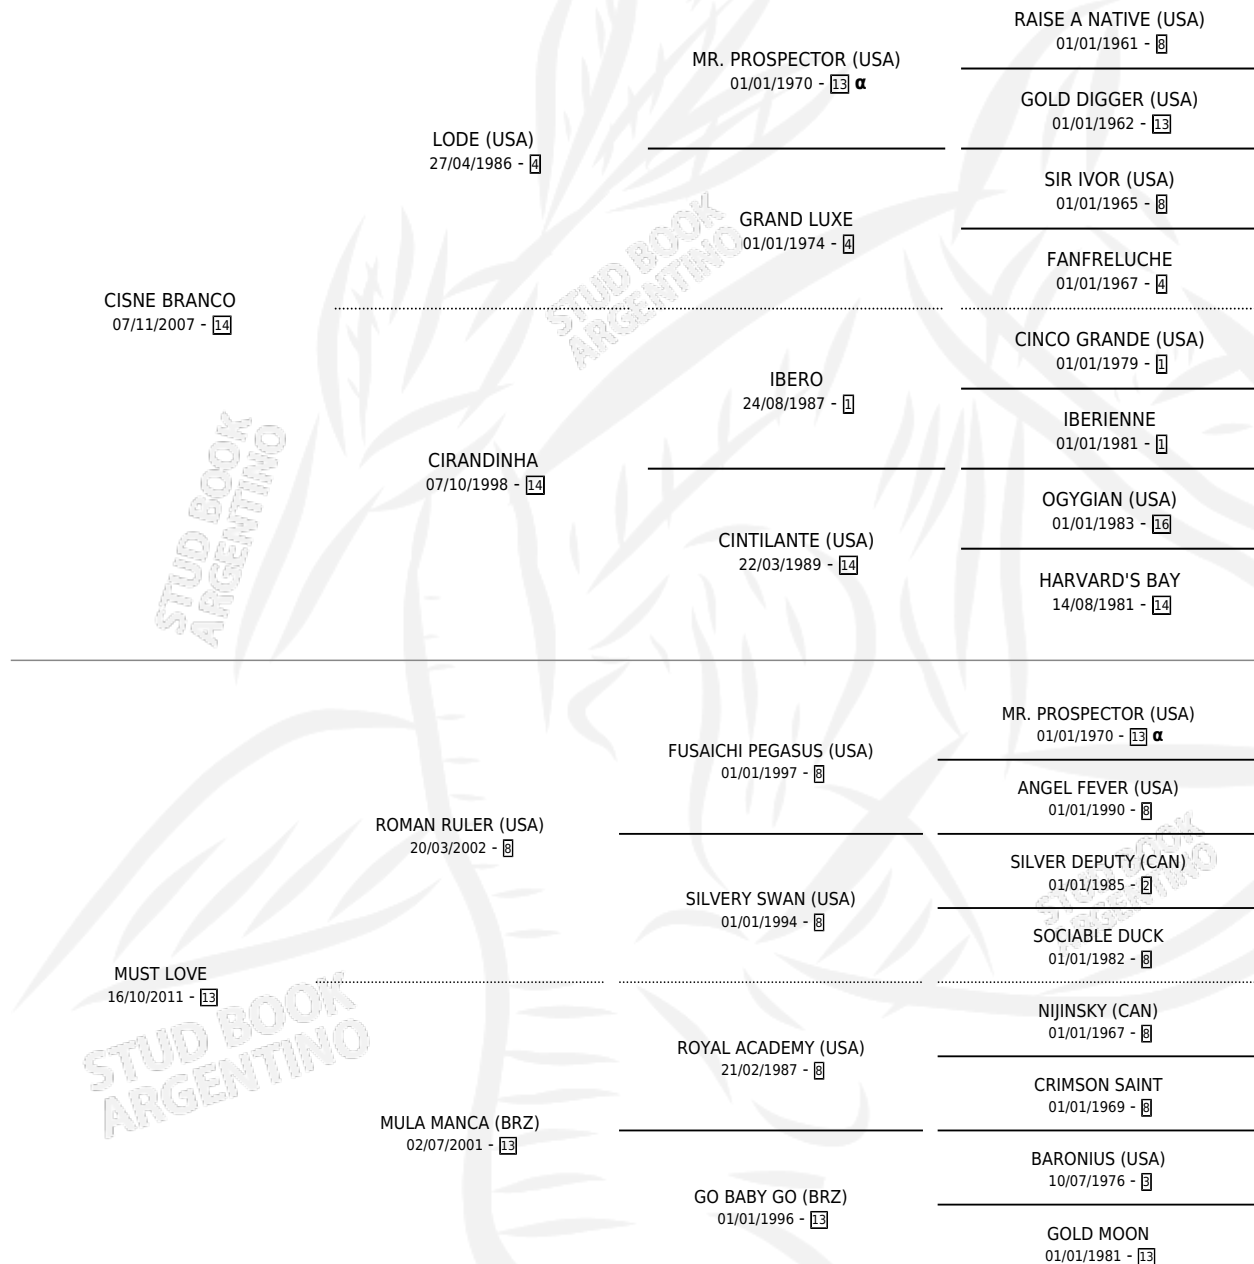 RAISE A NATIVE (USA)
01/01/1961 - 8
MR. PROSPECTOR (USA)
01/01/1970 - 13 α
GOLD DIGGER (USA)
01/01/1962 - 13
LODE (USA)
27/04/1986 - 4
SIR IVOR (USA)
01/01/1965 - 8
GRAND LUXE
01/01/1974 - 4
FANFRELUCHE
01/01/1967 - 4
CISNE BRANCO
07/11/2007 - 14
CINCO GRANDE (USA)
01/01/1979 - 1
IBERO
24/08/1987 - 1
IBERIENNE
01/01/1981 - 1
CIRANDINHA
07/10/1998 - 14
OGYGIAN (USA)
01/01/1983 - 16
CINTILANTE (USA)
22/03/1989 - 14
HARVARD'S BAY
14/08/1981 - 14
STUD BOOK
ARGENTINO
STUD BOOK
ARGENTINO
MR. PROSPECTOR (USA)
01/01/1970 - 13 α
FUSAICHI PEGASUS (USA)
01/01/1997 - 8
ANGEL FEVER (USA)
01/01/1990 - 8
ROMAN RULER (USA)
20/03/2002 - 8
SILVER DEPUTY (CAN)
01/01/1985 - 2
SILVERY SWAN (USA)
01/01/1994 - 8
SOCIABLE DUCK
01/01/1982 - 8
MUST LOVE
16/10/2011 - 13
NIJINSKY (CAN)
01/01/1967 - 8
ROYAL ACADEMY (USA)
21/02/1987 - 8
CRIMSON SAINT
01/01/1969 - 8
MULA MANCA (BRZ)
02/07/2001 - 13
BARONIUS (USA)
10/07/1976 - 3
GO BABY GO (BRZ)
01/01/1996 - 13
GOLD MOON
01/01/1981 - 13
STUD BOOK
ARGENTINO
STUD BOOK
ARGENTINO